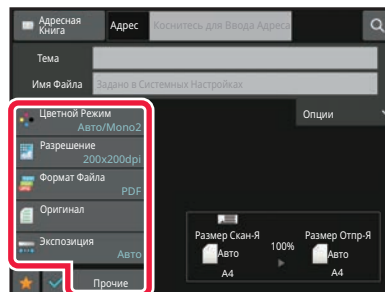 Адресная
Книга
Адрес
Коснитесь для Ввода Адреса
Тема
Имя Файла
Задано в Системных Настройках
Цветной Режим
Авто/Mono2
Опции
Разрешение
200x200dpi
Формат Файла
PDF
Оригинал
Экспозиция
Авто
Прочие
Размер Скан-Я
Авто
A4
100%
Размер Отпр-Я
Авто
A4